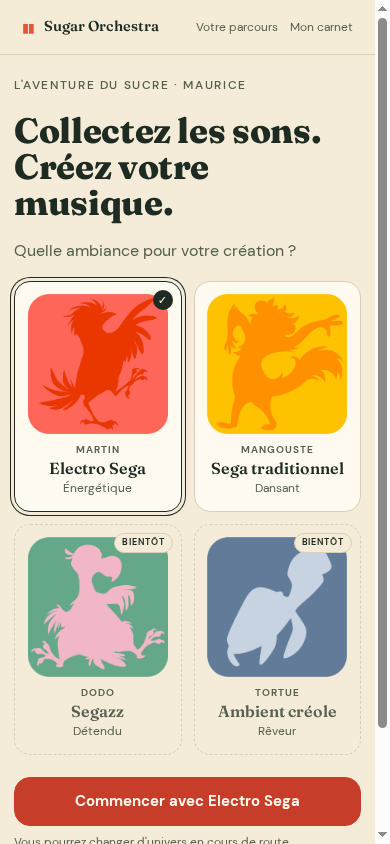 Sugar Orchestra
Votre parcours Mon carnet
L'AVENTURE DU SUCRE · MAURICE
Collectez les sons.
Créez votre
musique.
Quelle ambiance pour votre création ?
✓
MARTIN
Electro Sega
Énergétique
MANGOUSTE
Sega traditionnel
Dansant
BIENTÔT
DODO
Segazz
Détendu
BIENTÔT
TORTUE
Ambient créole
Rêveur
Commencer avec Electro Sega
Vous pourrez changer d'univers en cours de route